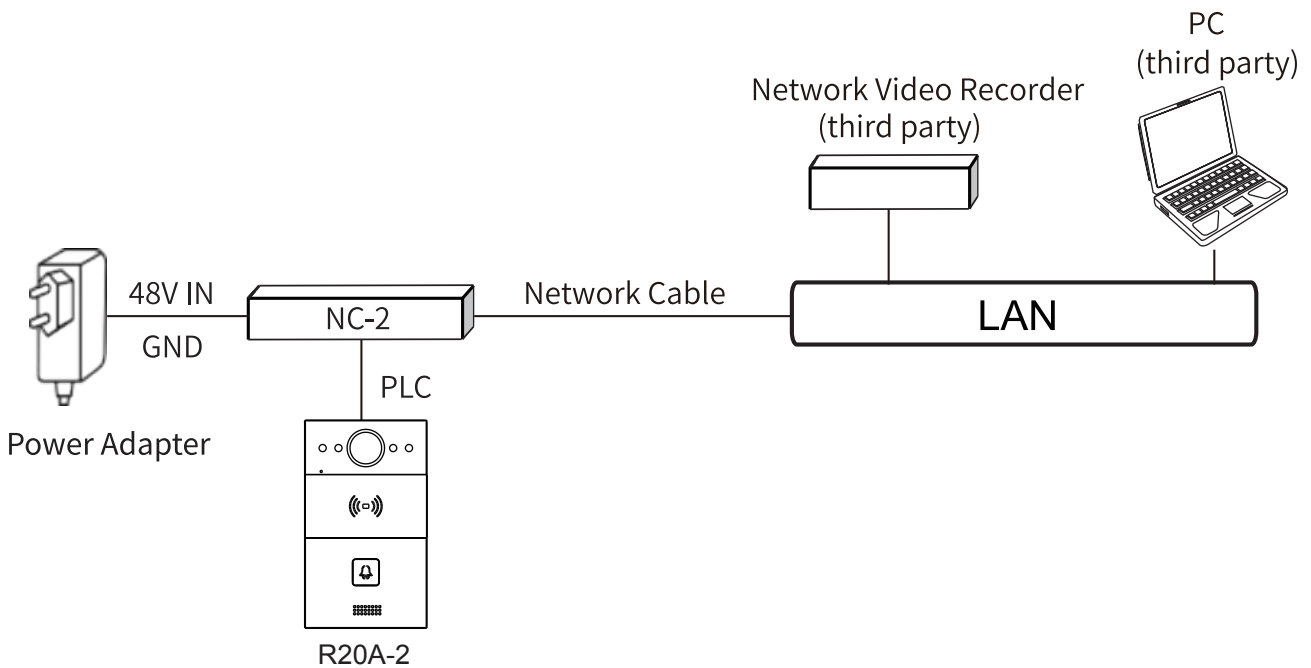 PC
(third party)
Network Video Recorder
(third party)
48V IN
GND
NC-2
Network Cable
LAN
PLC
Power Adapter
R20A-2